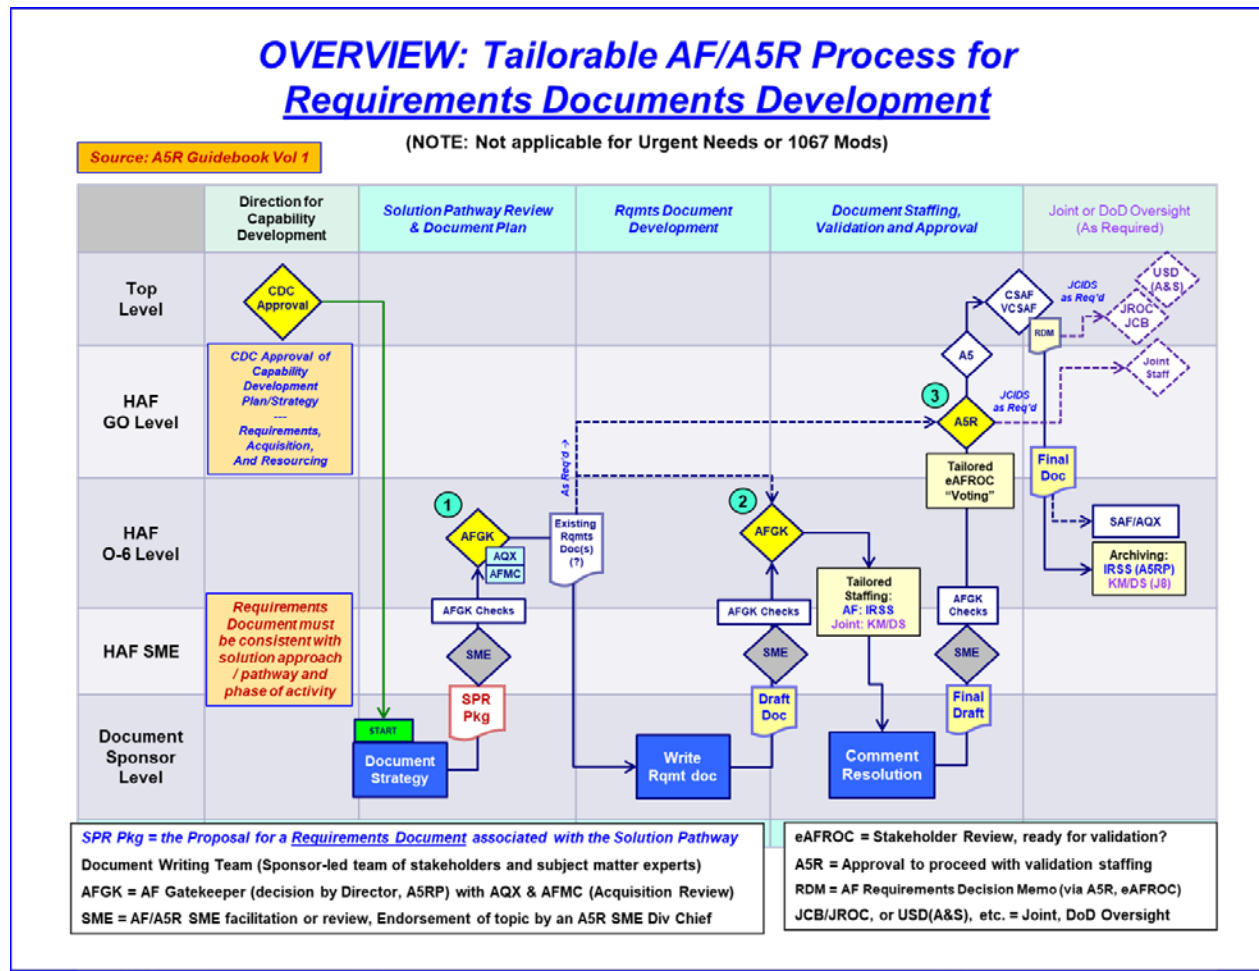 OVERVIEW: Tailorable AF/A5R Process for
Requirements Documents Development
(NOTE: Not applicable for Urgent Needs or 1067 Mods)
Source: A5R Guidebook Vol 1
Direction for
Capability
Development
Solution Pathway Review
& Document Plan
Rqmts Document
Development
Document Staffing,
Validation and Approval
Joint or DoD Oversight
(As Required)
Top
Level
CDC
Approval
CSAF
VCSAF
JCIDS
as Req'd
USD
(A&S)
JROC
JCB
RDM
HAF
GO Level
CDC Approval of
Capability
Development
Plan/Strategy
---
Requirements,
Acquisition,
And Resourcing
A5
Joint
Staff
3
A5R
JCIDS
as Req'd
As Req'd →
Tailored
eAFROC
"Voting"
Final
Doc
HAF
O-6 Level
1
AFGK
AQX
AFMC
Existing
Rqmts
Doc(s)
(?)
2
AFGK
SAF/AQX
Archiving:
IRSS (A5RP)
KM/DS (J8)
Tailored
Staffing:
AF: IRSS
Joint: KM/DS
AFGK Checks
AFGK Checks
AFGK
Checks
HAF SME
Requirements
Document must
be consistent with
solution approach
/ pathway and
phase of activity
SME
SME
SME
SPR
Pkg
Draft
Doc
Final
Draft
Document
Sponsor
Level
START
Document
Strategy
Write
Rqmt doc
Comment
Resolution
SPR Pkg = the Proposal for a Requirements Document associated with the Solution Pathway
Document Writing Team (Sponsor-led team of stakeholders and subject matter experts)
AFGK = AF Gatekeeper (decision by Director, A5RP) with AQX & AFMC (Acquisition Review)
SME = AF/A5R SME facilitation or review, Endorsement of topic by an A5R SME Div Chief
eAFROC = Stakeholder Review, ready for validation?
A5R = Approval to proceed with validation staffing
RDM = AF Requirements Decision Memo (via A5R, eAFROC)
JCB/JROC, or USD(A&S), etc. = Joint, DoD Oversight